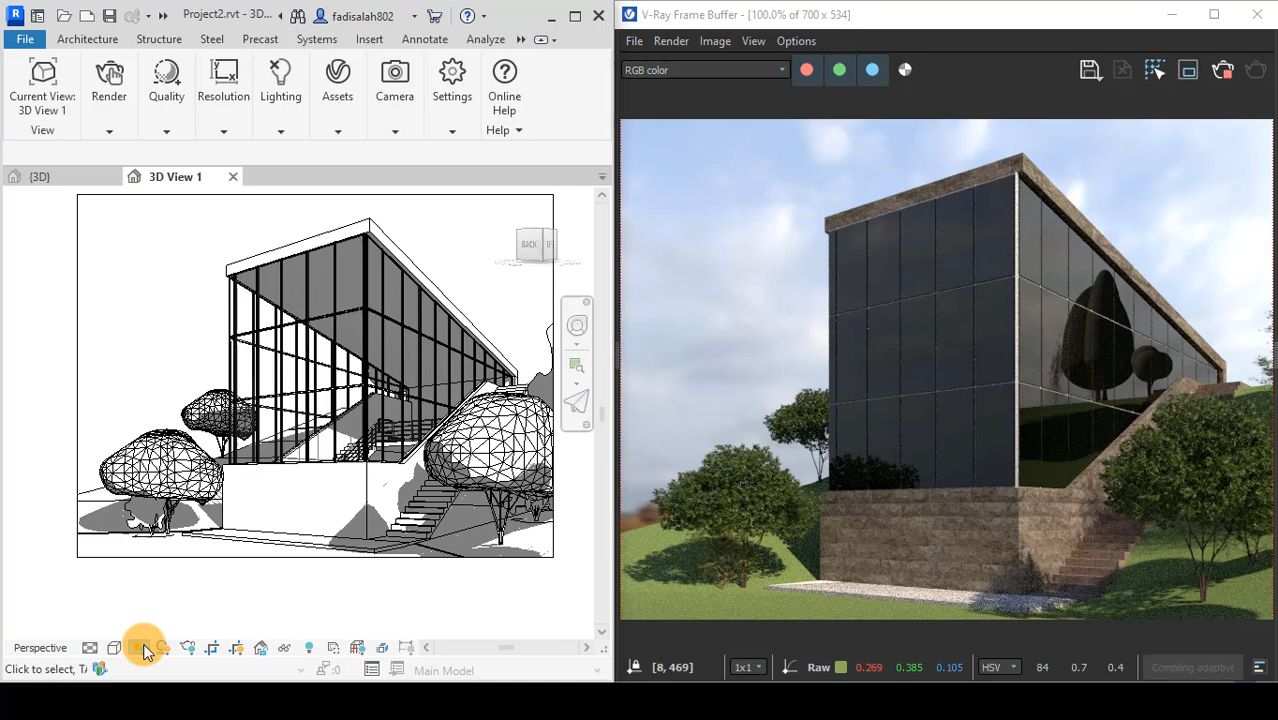 R Project2.rvt - 3D... fadisalah802
File Architecture Structure Steel Precast Systems Insert Annotate Analyze
Current View: 3D View 1
Render
Quality
Resolution
Lighting
Assets
Camera
Settings
Online Help
View
Help
{3D}
3D View 1
BACK
Perspective
Click to select, T
:0
Main Model
V-Ray Frame Buffer - [100.0% of 700 x 534]
File Render Image View Options
RGB color
[8, 469] 1x1 Raw 0.269 0.385 0.105 HSV 84 0.7 0.4 Compiling adaptive